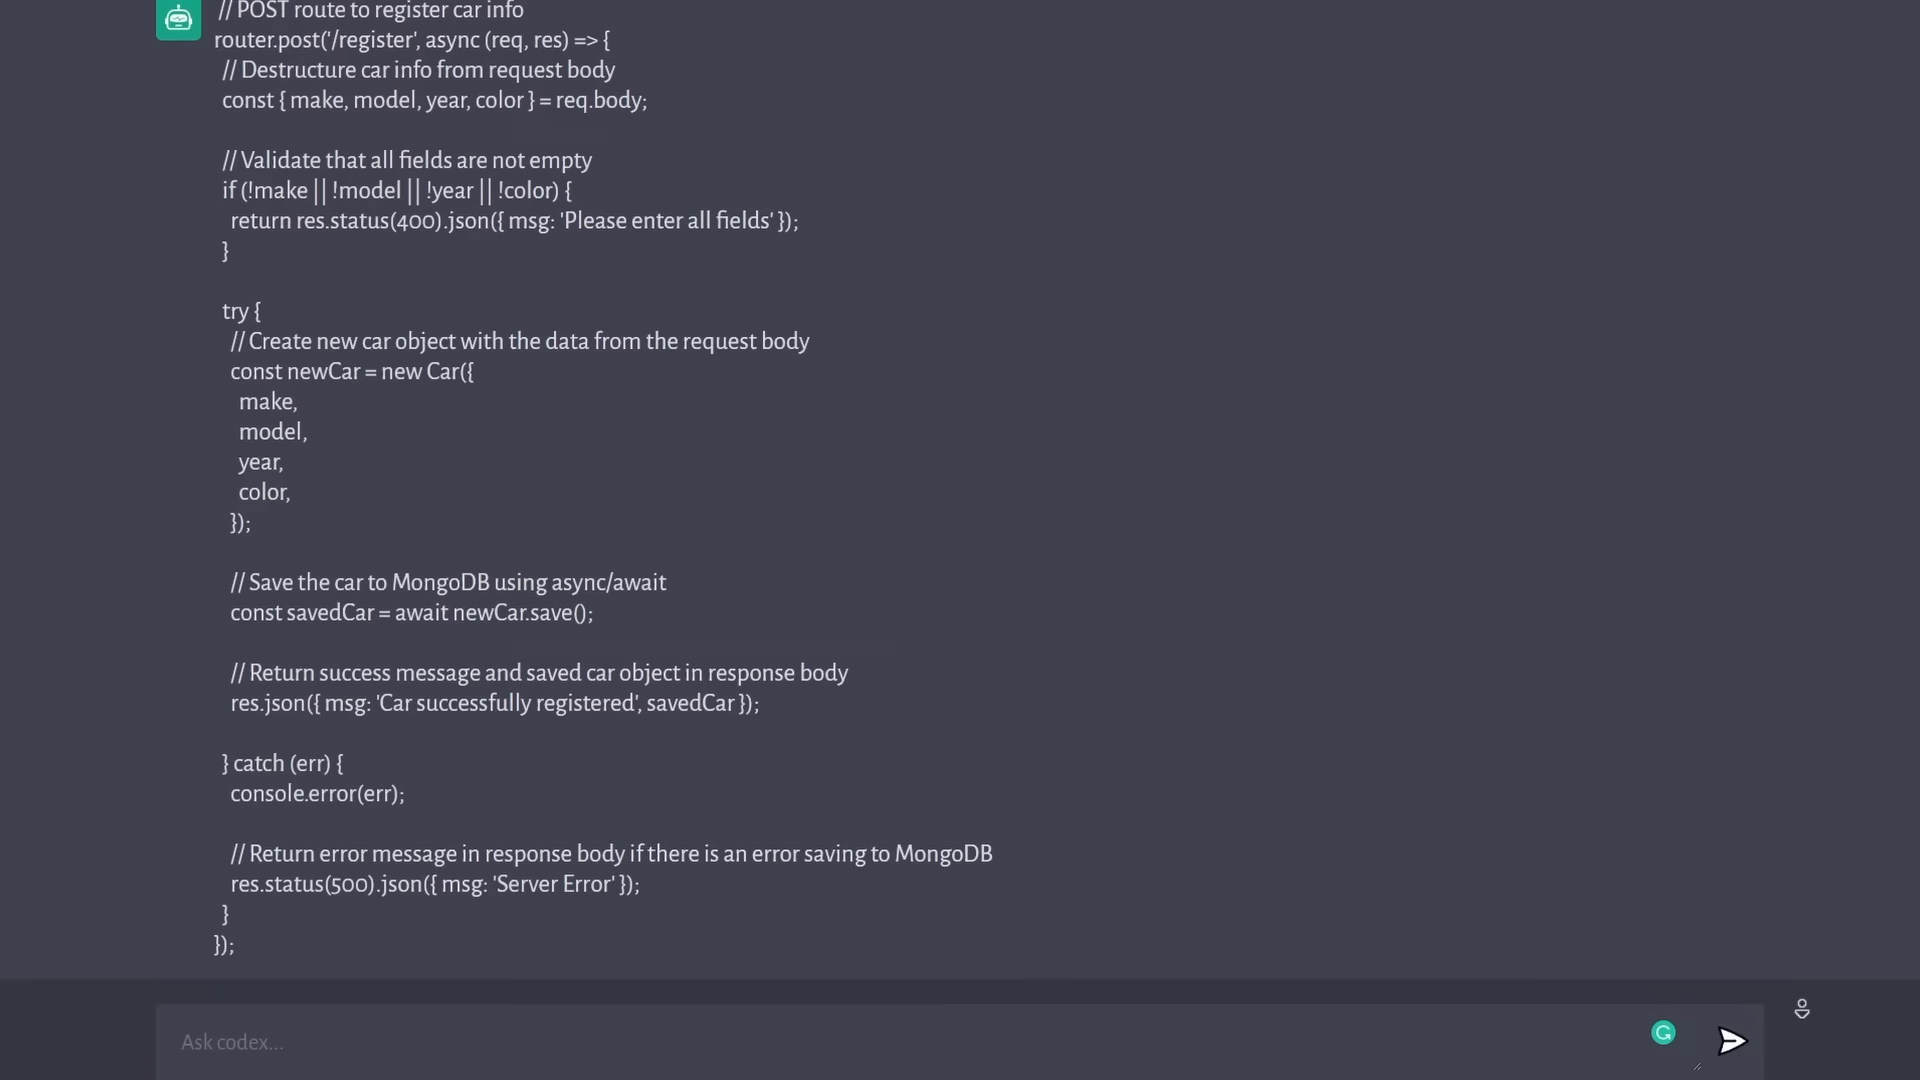 // POST route to register car info
router.post('/register', async (req, res) => {
// Destructure car info from request body
const { make, model, year, color } = req.body;
// Validate that all fields are not empty
if (!make || !model || !year || !color) {
return res.status(400).json({ msg: 'Please enter all fields' });
}
try {
// Create new car object with the data from the request body
const newCar = new Car({
make,
model,
year,
color,
});
// Save the car to MongoDB using async/await
const savedCar = await newCar.save();
// Return success message and saved car object in response body
res.json({ msg: 'Car successfully registered', savedCar });
} catch (err) {
console.error(err);
// Return error message in response body if there is an error saving to MongoDB
res.status(500).json({ msg: 'Server Error' });
}
});
Ask codex...